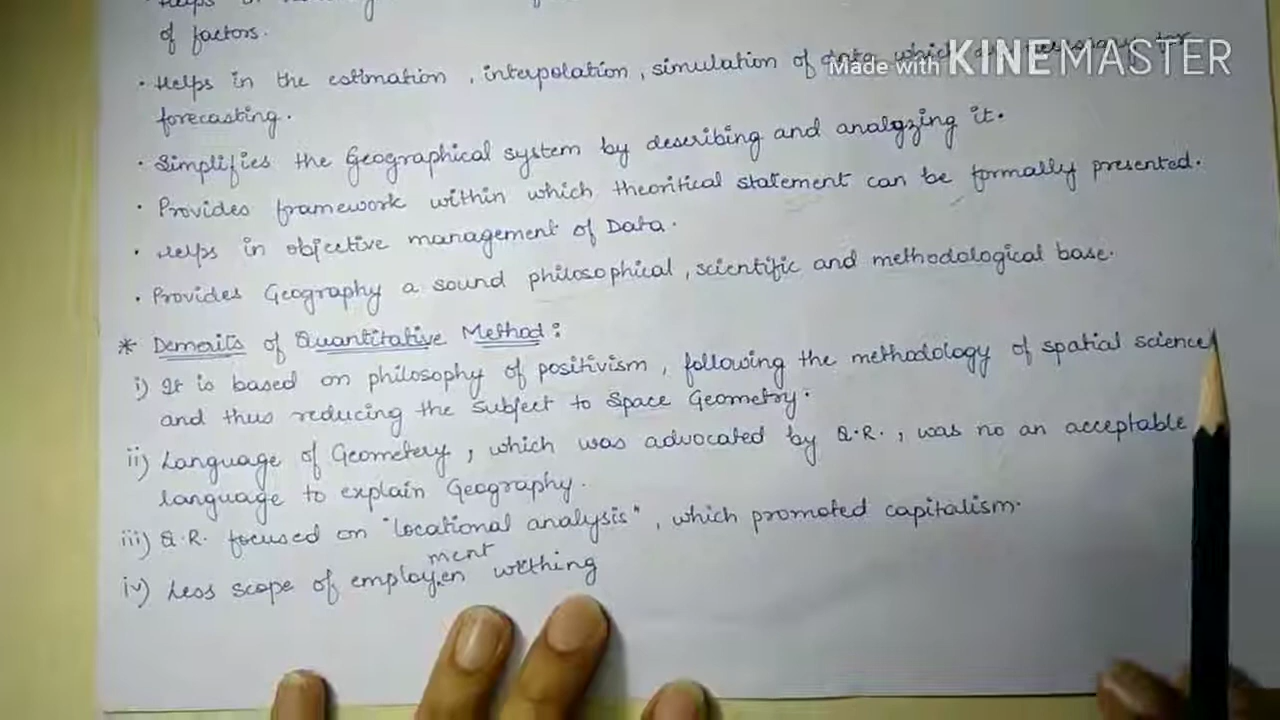 of factors.
Made with KINEMASTER
• Helps in the estimation, interpolation, simulation of data which
forecasting.
• Simplifies the Geographical system by describing and analyzing it.
• Provides framework within which theoritical statement can be formally presented.
• Helps in objective management of Data.
• Provides Geography a sound philosophical, scientific and methodological base.
* Demerits of Quantitative Method:
i) It is based on philosophy of positivism, following the methodology of spatial science
and thus reducing the subject to Space Geometry.
ii) Language of Geometery, which was advocated by Q.R., was no an acceptable
language to explain Geography.
iii) Q.R. focused on "locational analysis", which promoted capitalism.
ment
iv) Less scope of employ,en withing